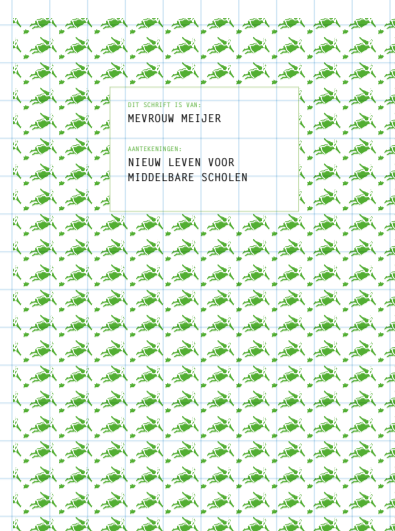 DIT SCHRIFT IS VAN:
MEVROUW MEIJER
AANTEKENINGEN:
NIEUW LEVEN VOOR
MIDDELBARE SCHOLEN